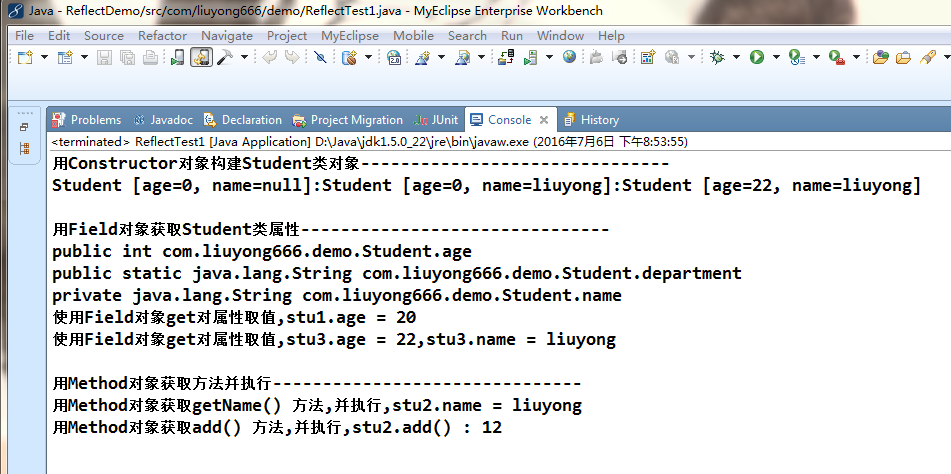 Java - ReflectDemo/src/com/liuyong666/demo/ReflectTest1.java - MyEclipse Enterprise Workbench
File Edit Source Refactor Navigate Project MyEclipse Mobile Search Run Window Help
Problems Javadoc Declaration Project Migration JUnit Console History
<terminated> ReflectTest1 [Java Application] D:\Java\jdk1.5.0_22\jre\bin\javaw.exe (2016年7月6日 下午8:53:55)
用Constructor对象构建Student类对象-------------------------------
Student [age=0, name=null]:Student [age=0, name=liuyong]:Student [age=22, name=liuyong]
用Field对象获取Student类属性-------------------------------
public int com.liuyong666.demo.Student.age
public static java.lang.String com.liuyong666.demo.Student.department
private java.lang.String com.liuyong666.demo.Student.name
使用Field对象get对属性取值,stu1.age = 20
使用Field对象get对属性取值,stu3.age = 22,stu3.name = liuyong
用Method对象获取方法并执行-------------------------------
用Method对象获取getName() 方法,并执行,stu2.name = liuyong
用Method对象获取add() 方法,并执行,stu2.add() : 12